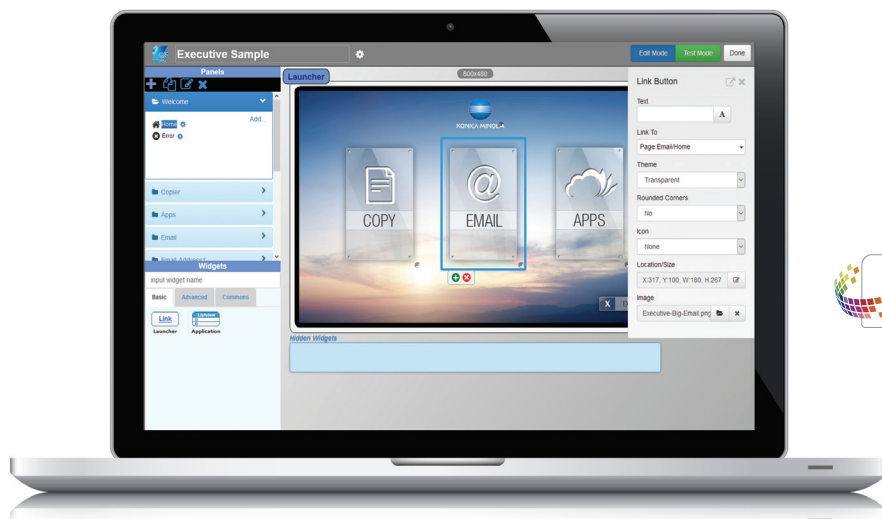 Executive Sample
Edit Mode
Test Mode
Done
Panels
Welcome
Home
Add...
Error
Copier
Apps
Email
Email Address1
Widgets
input widget name
Basic
Advanced
Commons
Link
Listview
Launcher
Application
Launcher
800x480
KONICA MINOLTA
COPY
EMAIL
APPS
X
Hidden Widgets
Link Button
Text
A
Link To
Page:Email/Home
Theme
Transparent
Rounded Corners
No
Icon
None
Location/Size
X:317, Y:100, W:180, H:267
Image
Executive-Big-Email.png